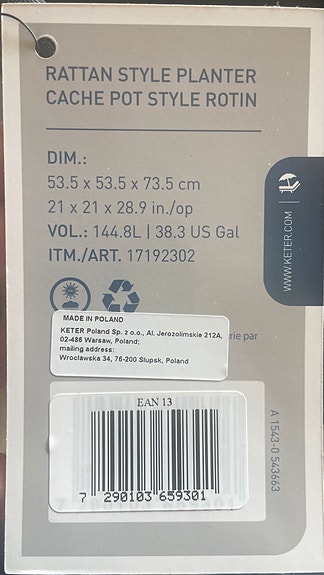 RATTAN STYLE PLANTER
CACHE POT STYLE ROTIN
DIM.:
53.5 x 53.5 x 73.5 cm
21 x 21 x 28.9 in./op
VOL.: 144.8L | 38.3 US Gal
ITM./ART. 17192302
WWW.KETER.COM |
MADE IN POLAND
KETER Poland Sp. z o.o., Al. Jerozolimskie 212A,
02-486 Warsaw, Poland;
mailing address:
Wroclawska 34, 76-200 Slupsk, Poland
rie par
EAN 13
7 290103 659301
A 1543-0 543663